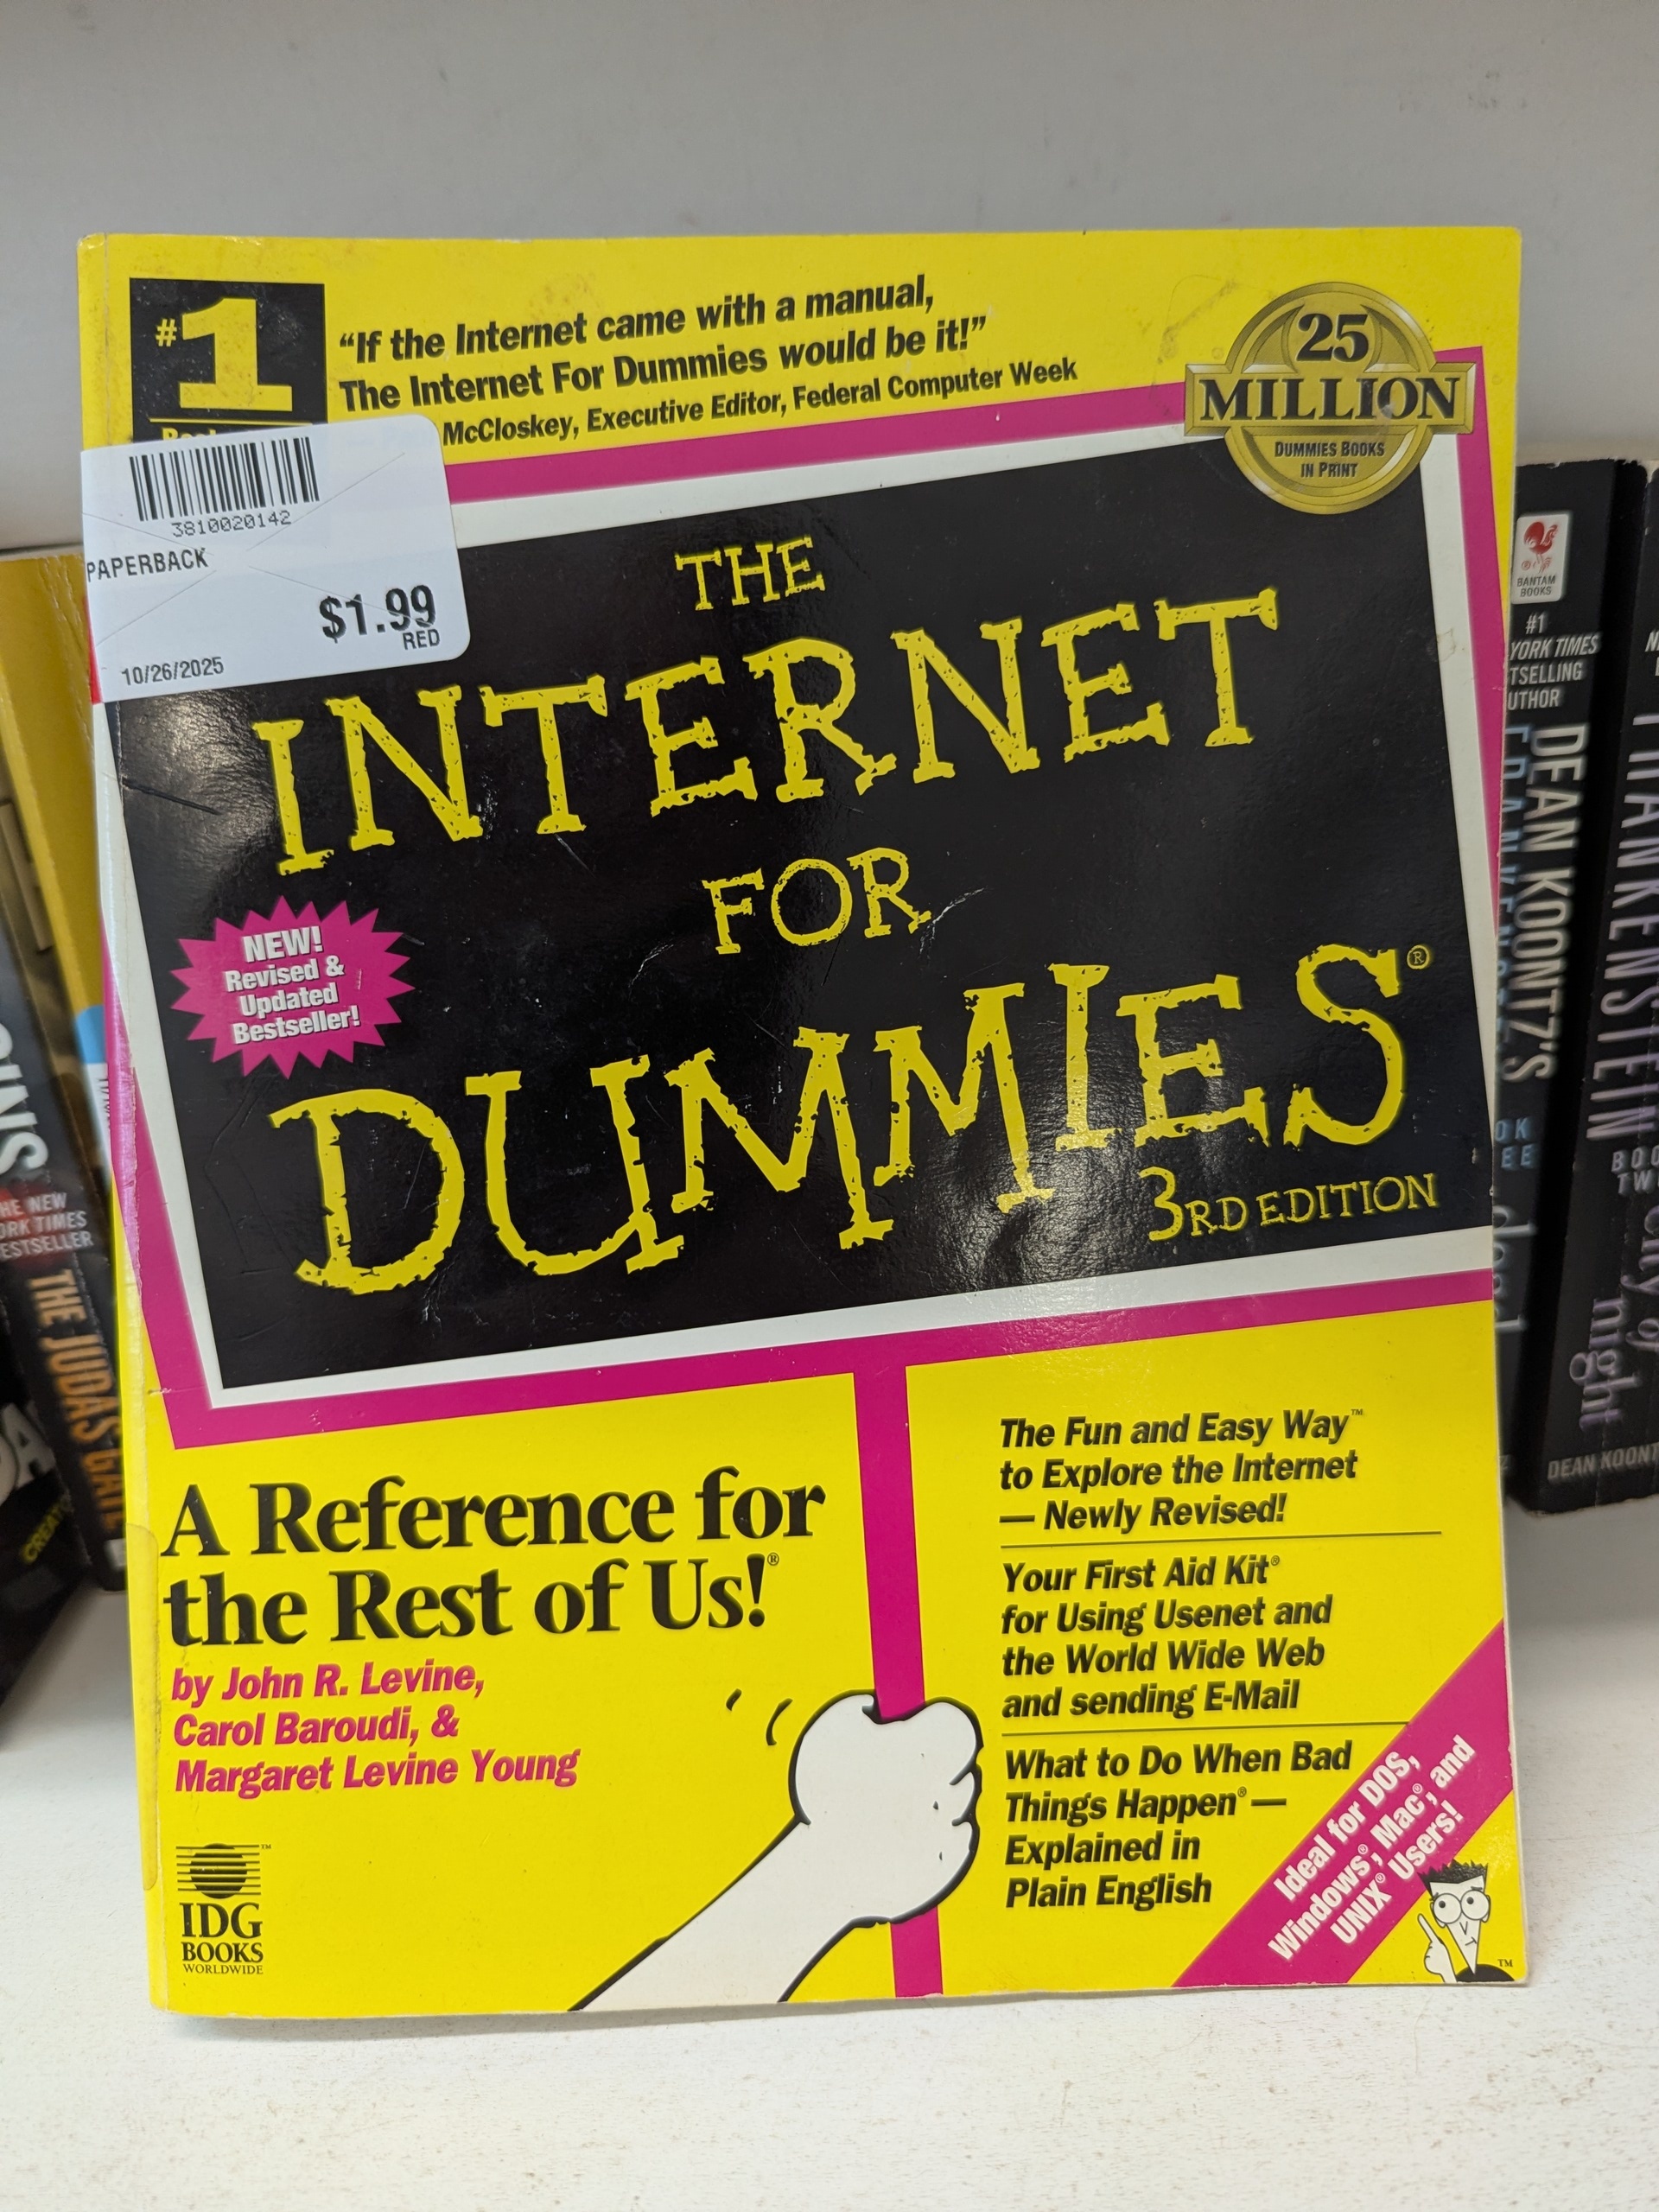 #1
"If the Internet came with a manual,
The Internet For Dummies would be it!"
McCloskey, Executive Editor, Federal Computer Week
25
MILLION
DUMMIES BOOKS
IN PRINT
3810020142
PAPERBACK
$1.99
RED
10/26/2025
THE
INTERNET
FOR
DUMMIES®
3RD EDITION
NEW!
Revised &
Updated
Bestseller!
A Reference for
the Rest of Us!®
by John R. Levine,
Carol Baroudi, &
Margaret Levine Young
IDG
BOOKS
WORLDWIDE
™
The Fun and Easy Way™
to Explore the Internet
— Newly Revised!
Your First Aid Kit®
for Using Usenet and
the World Wide Web
and sending E-Mail
What to Do When Bad
Things Happen® —
Explained in
Plain English
Ideal for DOS,
Windows®, Mac®, and
UNIX® Users!
™
THE JUDAS GATE
BANTAM
BOOKS
#1
YORK TIMES
DEAN KOONTZ'S
DEAN
city of
night